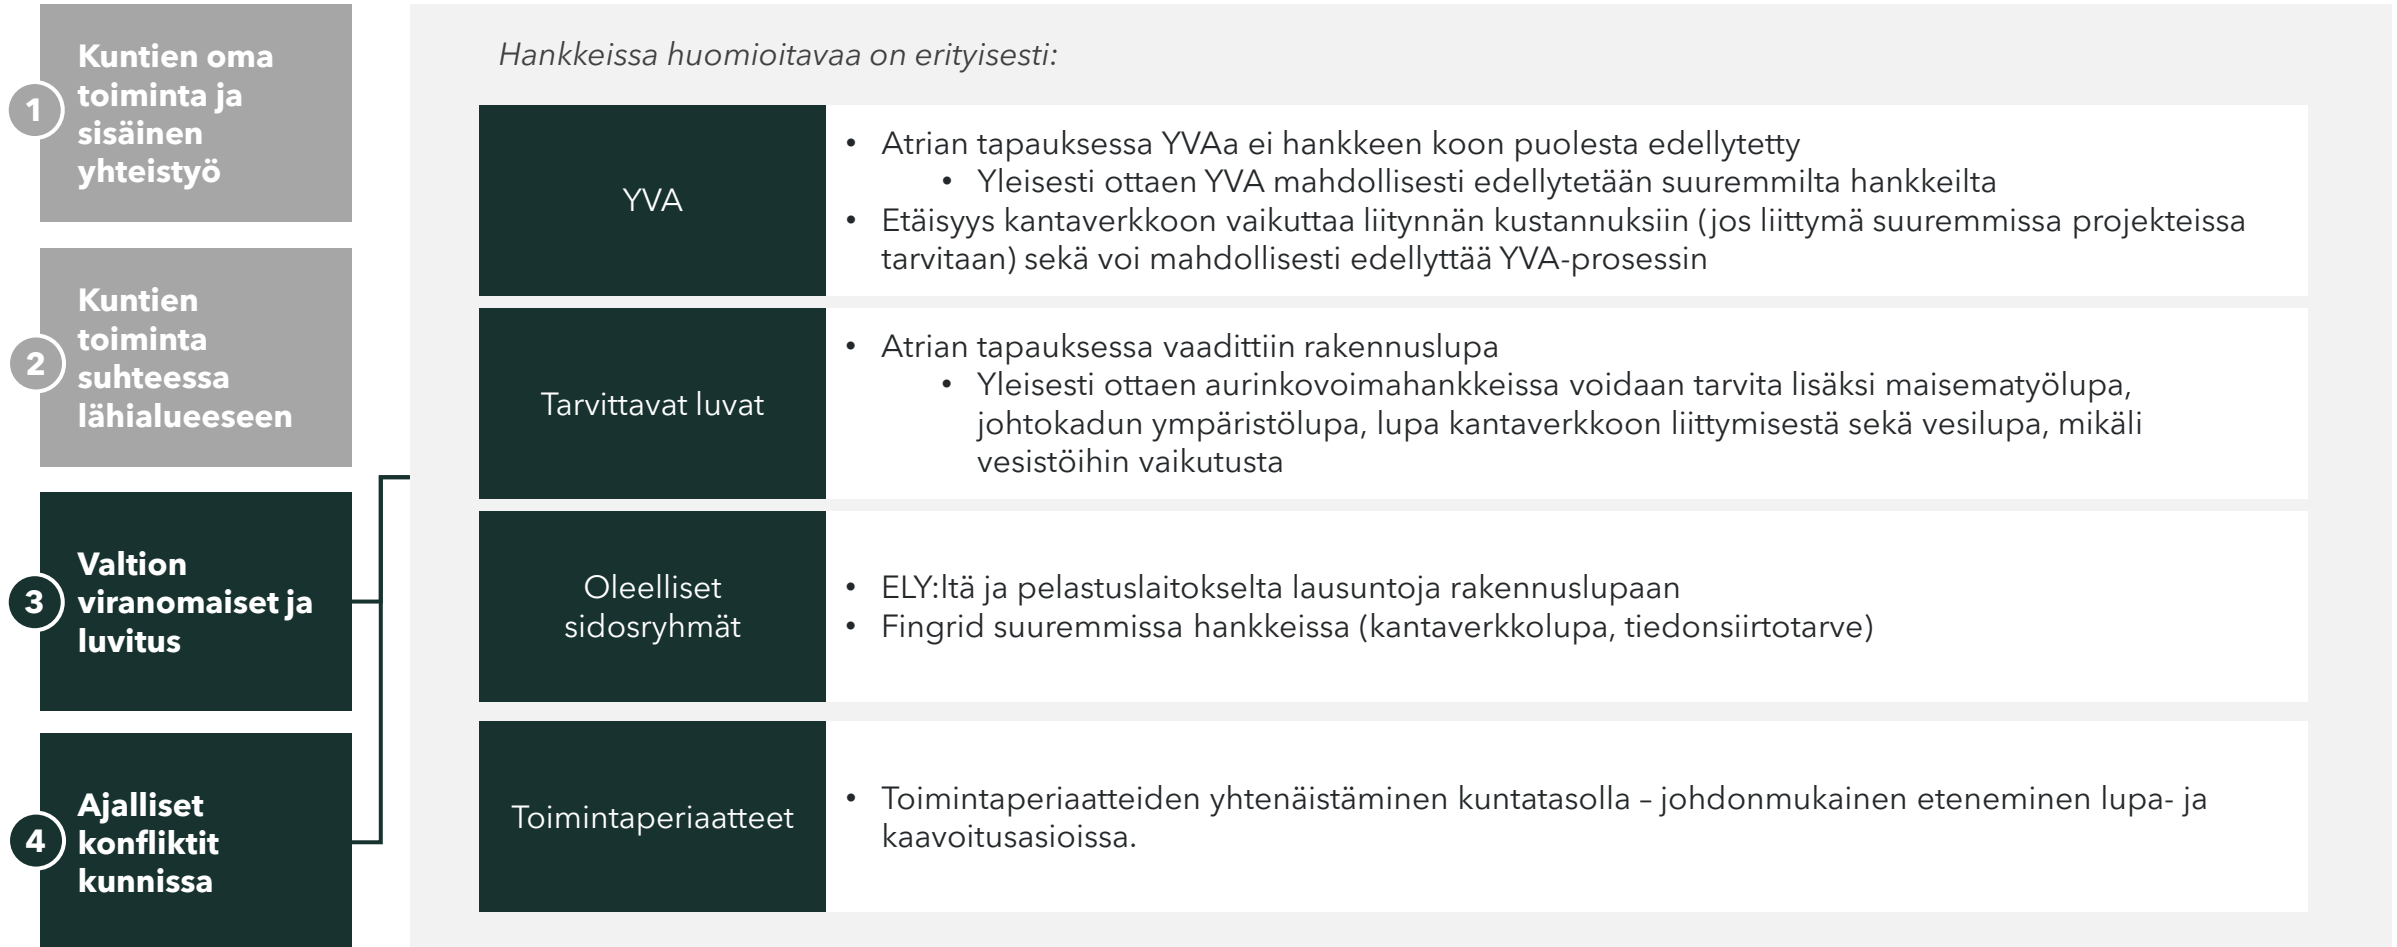 1
Kuntien oma
toiminta ja
sisäinen
yhteistyö
2
Kuntien
toiminta
suhteessa
lähialueeseen
3
Valtion
viranomaiset ja
luvitus
4
Ajalliset
konfliktit
kunnissa
Hankkeissa huomioitavaa on erityisesti:
YVA
• Atrian tapauksessa YVAa ei hankkeen koon puolesta edellytetty
• Yleisesti ottaen YVA mahdollisesti edellytetään suuremmilta hankkeilta
• Etäisyys kantaverkkoon vaikuttaa liitynnän kustannuksiin (jos liittymä suuremmissa projekteissa
tarvitaan) sekä voi mahdollisesti edellyttää YVA-prosessin
Tarvittavat luvat
• Atrian tapauksessa vaadittiin rakennuslupa
• Yleisesti ottaen aurinkovoimahankkeissa voidaan tarvita lisäksi maisematyölupa,
johtokadun ympäristölupa, lupa kantaverkkoon liittymisestä sekä vesilupa, mikäli
vesistöihin vaikutusta
Oleelliset
sidosryhmät
• ELY:ltä ja pelastuslaitokselta lausuntoja rakennuslupaan
• Fingrid suuremmissa hankkeissa (kantaverkkolupa, tiedonsiirtotarve)
Toimintaperiaatteet
• Toimintaperiaatteiden yhtenäistäminen kuntatasolla – johdonmukainen eteneminen lupa- ja
kaavoitusasioissa.